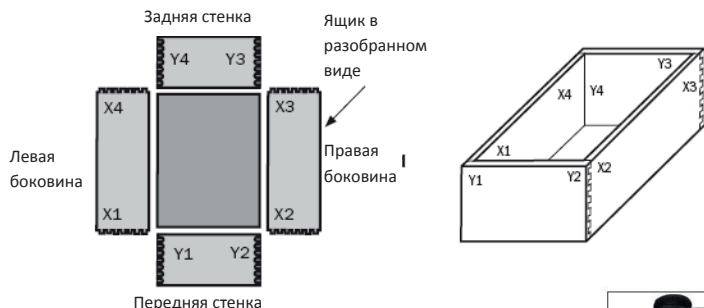 Задняя стенка
Ящик в
разобранном
виде
Y4 Y3
X4
X3
Левая
боковина
Правая
боковина
X1
X2
Y1 Y2
Передняя стенка
Y3
X4
Y4
X3
X1
X2
Y1
Y2